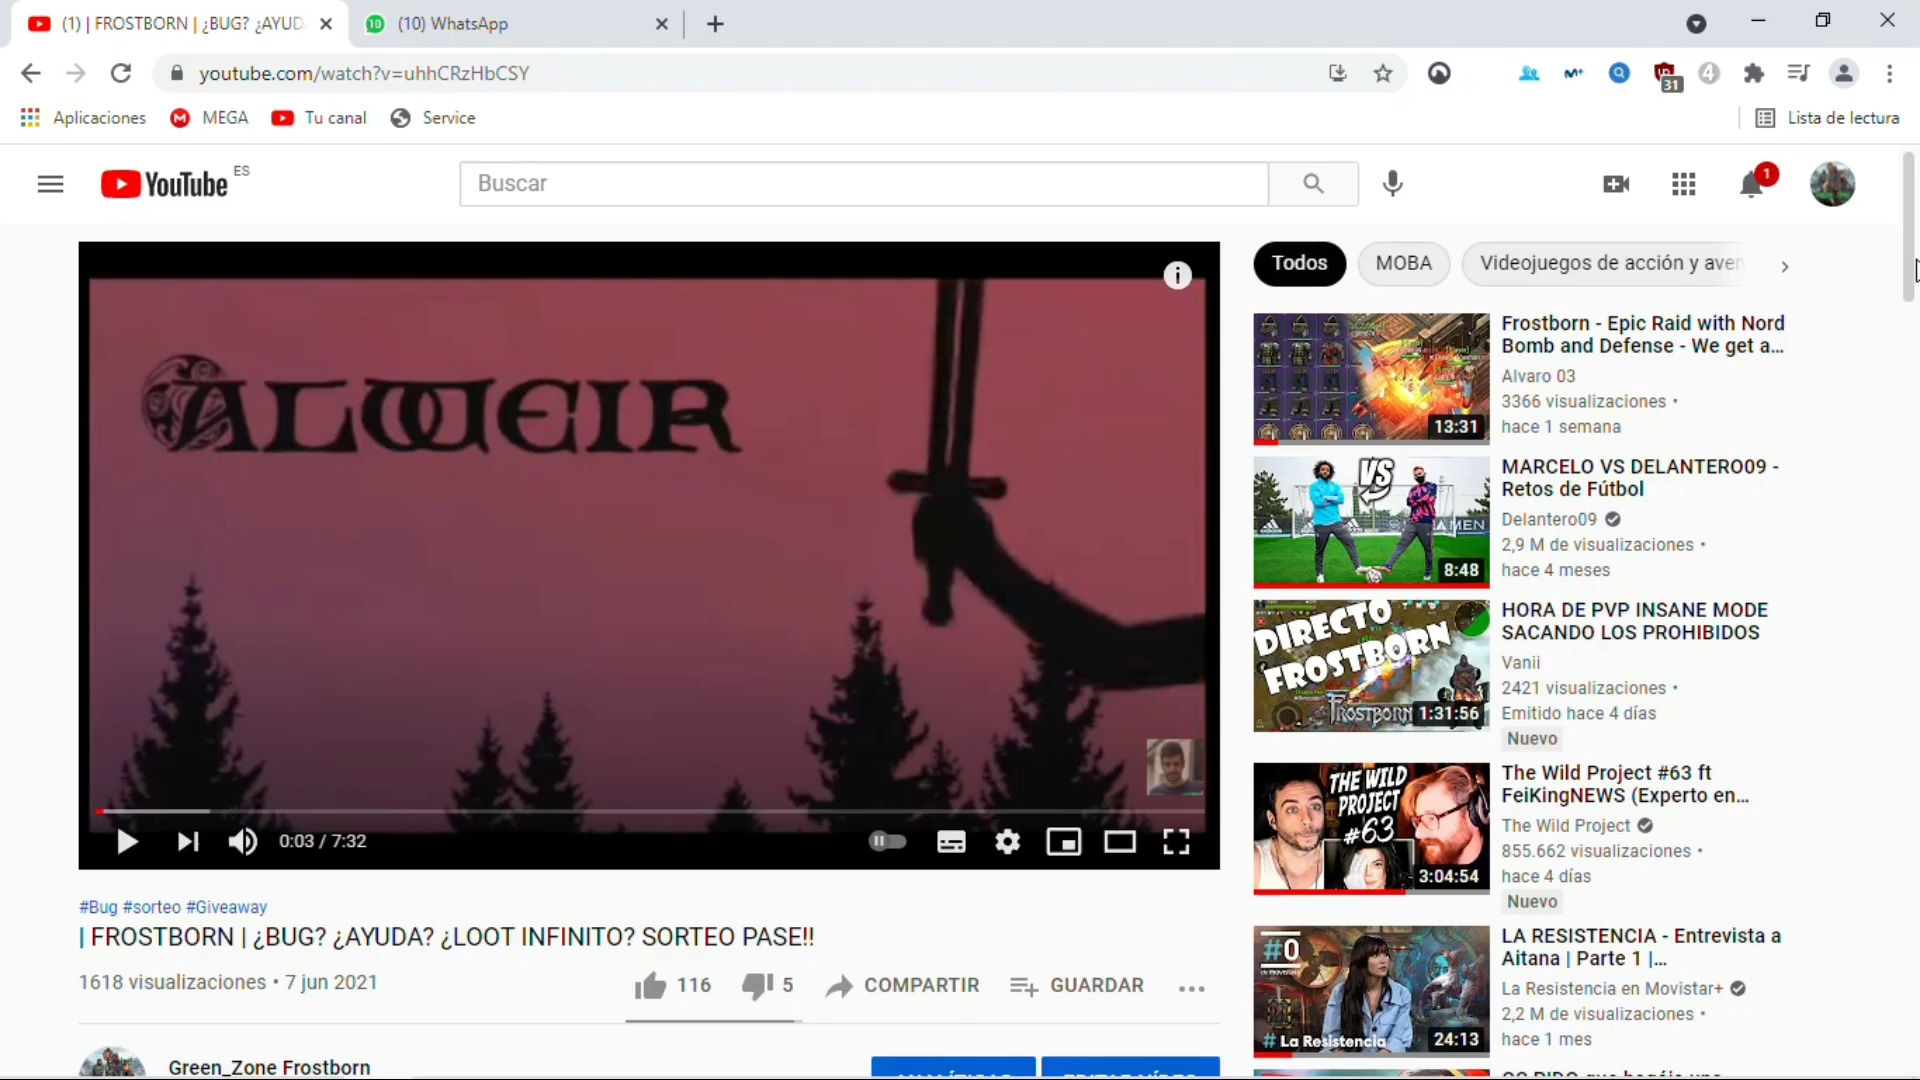 (1) | FROSTBORN | ¿BUG? ¿AYUD
10
(10) WhatsApp
youtube.com/watch?v=uhhCRzHbCSY
31
4
Aplicaciones
MEGA
Tu canal
Service
Lista de lectura
YouTube
ES
Buscar
1
ALWEIR
0:03 / 7:32
#Bug #sorteo #Giveaway
| FROSTBORN | ¿BUG? ¿AYUDA? ¿LOOT INFINITO? SORTEO PASE!!
1618 visualizaciones • 7 jun 2021
116
5
COMPARTIR
GUARDAR
Green_Zone Frostborn
EDITAR VÍDEO
Todos
MOBA
Videojuegos de acción y aven
13:31
Frostborn - Epic Raid with Nord
Bomb and Defense - We get a...
Alvaro 03
3366 visualizaciones •
hace 1 semana
VS
8:48
MARCELO VS DELANTERO09 -
Retos de Fútbol
Delantero09
2,9 M de visualizaciones •
hace 4 meses
DIRECTO
FROSTBORN
FROSTBORN
1:31:56
HORA DE PVP INSANE MODE
SACANDO LOS PROHIBIDOS
Vanii
2421 visualizaciones •
Emitido hace 4 días
Nuevo
THE WILD
PROJECT
#63
3:04:54
The Wild Project #63 ft
FeiKingNEWS (Experto en...
The Wild Project
855.662 visualizaciones •
hace 4 días
Nuevo
#0
# La Resistencia
24:13
LA RESISTENCIA - Entrevista a
Aitana | Parte 1 |...
La Resistencia en Movistar+
2,2 M de visualizaciones •
hace 1 mes